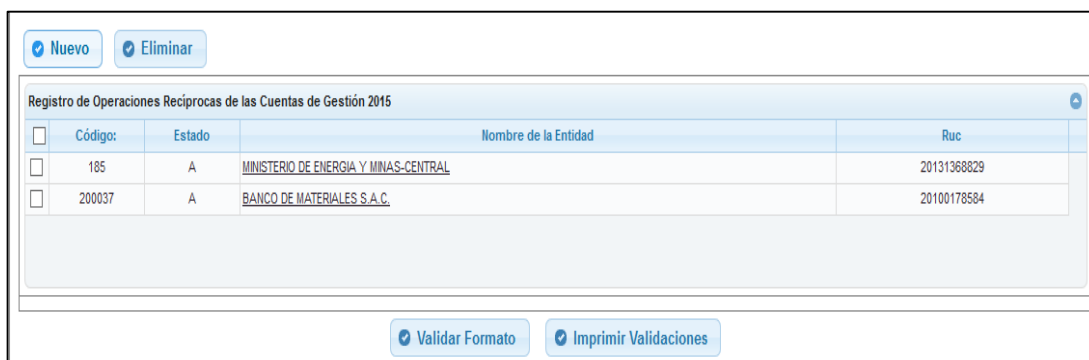 Nuevo Eliminar
Registro de Operaciones Recíprocas de las Cuentas de Gestión 2015
Código: Estado Nombre de la Entidad Ruc
185 A MINISTERIO DE ENERGIA Y MINAS-CENTRAL 20131368829
200037 A BANCO DE MATERIALES S.A.C. 20100178584
Validar Formato Imprimir Validaciones